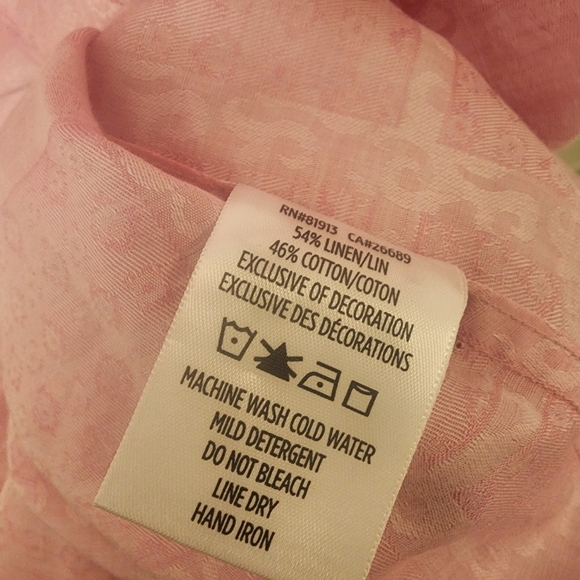 RN#81913 CA#26689
54% LINEN/LIN
46% COTTON/COTON
EXCLUSIVE OF DECORATION
EXCLUSIVE DES DÉCORATIONS
MACHINE WASH COLD WATER
MILD DETERGENT
DO NOT BLEACH
LINE DRY
HAND IRON